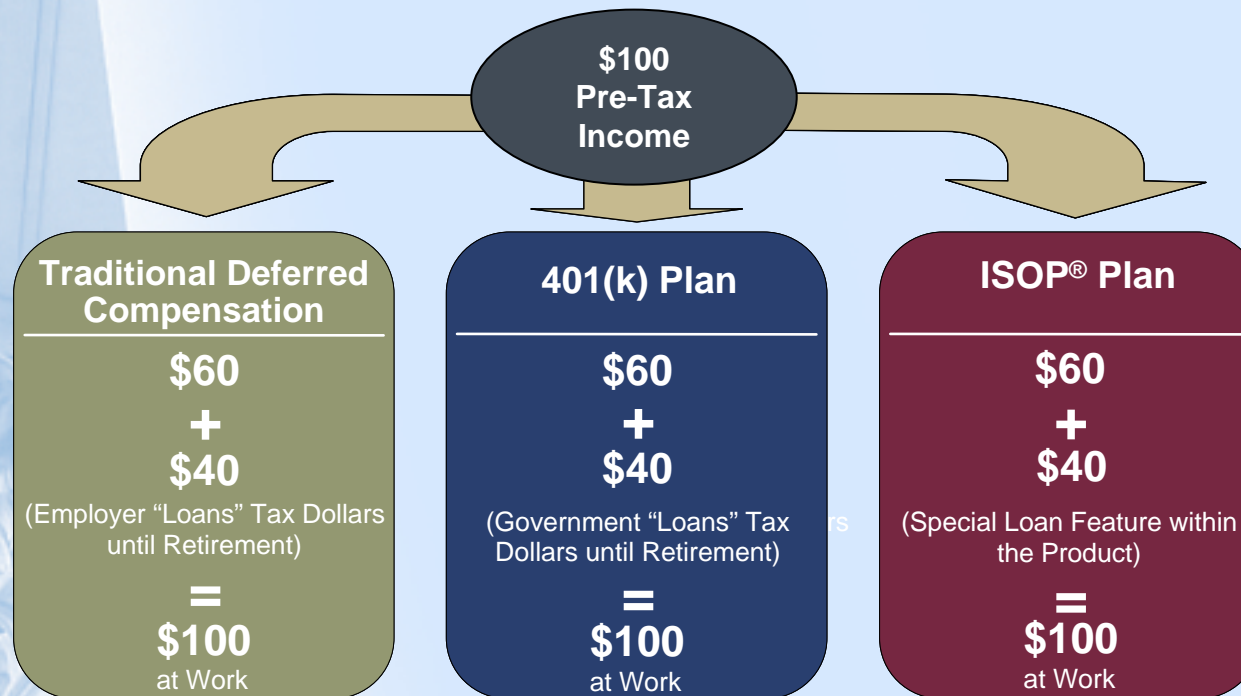 $100
Pre-Tax
Income
Traditional Deferred
Compensation
$60
+
$40
(Employer “Loans” Tax Dollars
until Retirement)
=
$100
at Work
401(k) Plan
$60
+
$40
(Government “Loans” Tax
Dollars until Retirement)
=
$100
at Work
ISOP® Plan
$60
+
$40
(Special Loan Feature within
the Product)
=
$100
at Work